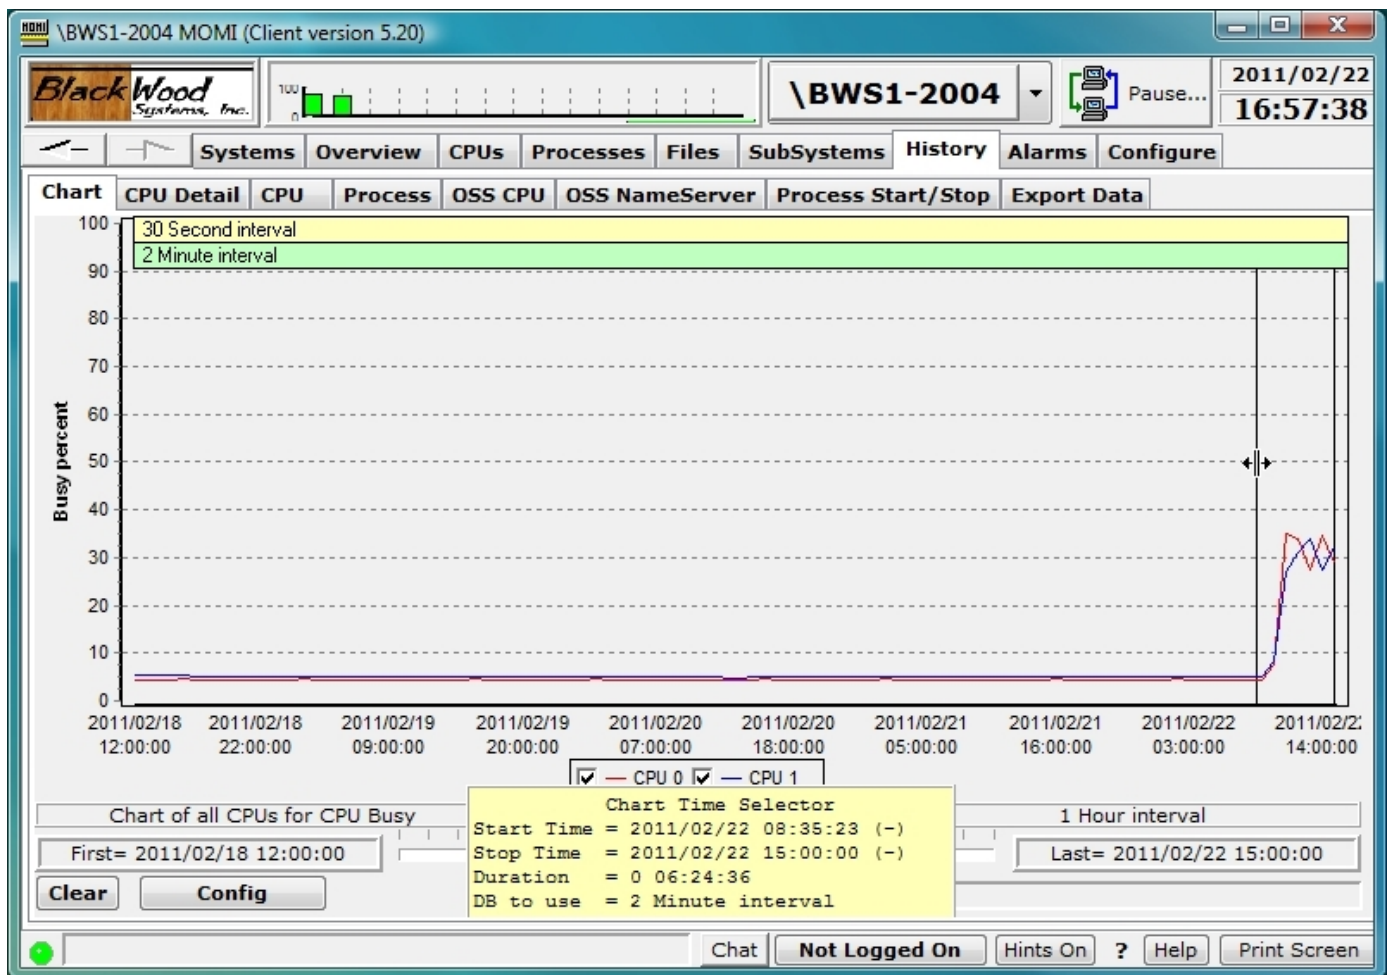 MOMI \BWS1-2004 MOMI (Client version 5.20)
BlackWood Systems, Inc.
100
0
\BWS1-2004
Pause...
2011/02/22
16:57:38
Systems Overview CPUs Processes Files SubSystems History Alarms Configure
Chart CPU Detail CPU Process OSS CPU OSS NameServer Process Start/Stop Export Data
30 Second interval
2 Minute interval
100
90
80
70
60
50
40
30
20
10
0
Busy percent
2011/02/18 2011/02/18 2011/02/19 2011/02/19 2011/02/20 2011/02/20 2011/02/21 2011/02/21 2011/02/22
12:00:00 22:00:00 09:00:00 20:00:00 07:00:00 18:00:00 05:00:00 16:00:00 03:00:00 14:00:00
CPU 0 CPU 1
Chart of all CPUs for CPU Busy
1 Hour interval
First= 2011/02/18 12:00:00
Last= 2011/02/22 15:00:00
Chart Time Selector
Start Time = 2011/02/22 08:35:23 (-)
Stop Time = 2011/02/22 15:00:00 (-)
Duration = 0 06:24:36
DB to use = 2 Minute interval
Clear Config
Chat Not Logged On Hints On ? Help Print Screen